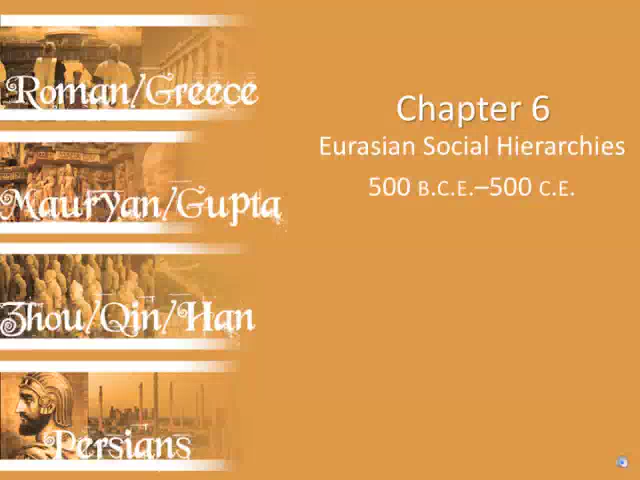 Roman/Greece
Mauryan/Gupta
Zhou/Qin/Han
Persians
Chapter 6
Eurasian Social Hierarchies
500 B.C.E.–500 C.E.